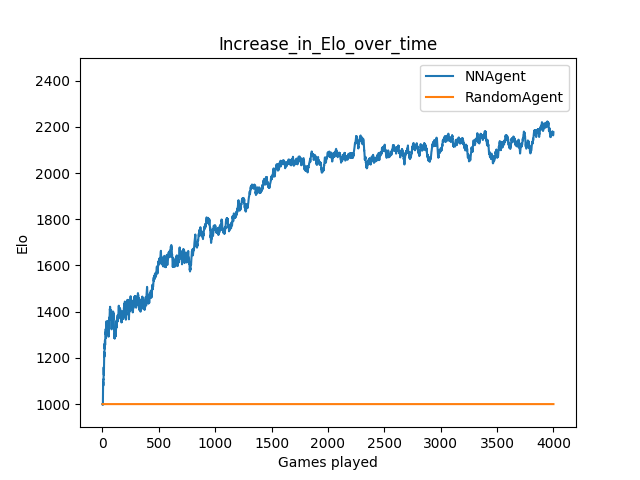 Increase_in_Elo_over_time
NNAgent
RandomAgent
2400
2200
2000
1800
1600
1400
1200
1000
Elo
0 500 1000 1500 2000 2500 3000 3500 4000
Games played